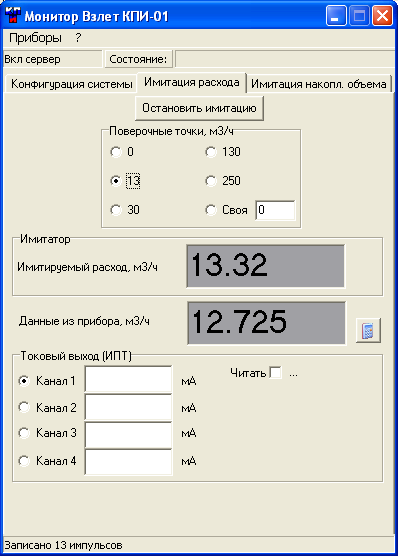 Монитор Взлет КПИ-01
Приборы ?
Вкл сервер Состояние:
Конфигурация системы Имитация расхода Имитация накопл. объема
Остановить имитацию
Поверочные точки, м3/ч
0 130
13 250
30 Своя 0
Имитатор
Имитируемый расход, м3/ч 13.32
Данные из прибора, м3/ч 12.725
Токовый выход (ИПТ)
Канал 1 мА Читать ...
Канал 2 мА
Канал 3 мА
Канал 4 мА
Записано 13 импульсов